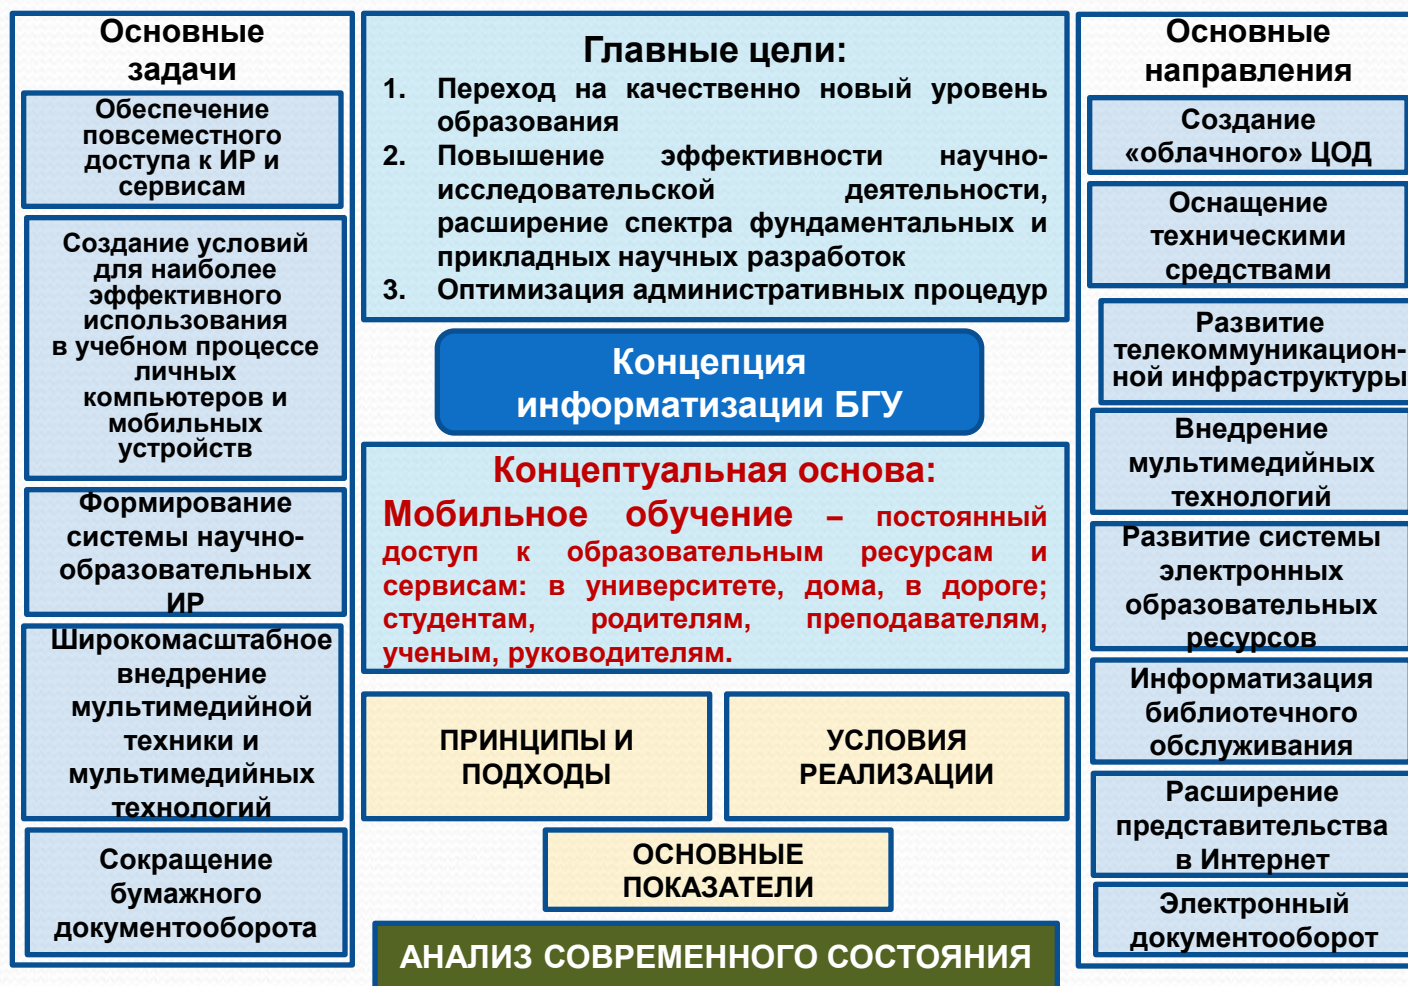 Основные
задачи
Обеспечение
повсеместного
доступа к ИР и
сервисам
Создание условий
для наиболее
эффективного
использования
в учебном процессе
личных
компьютеров и
мобильных
устройств
Формирование
системы научно-
образовательных
ИР
Широкомасштабное
внедрение
мультимедийной
техники и
мультимедийных
технологий
Сокращение
бумажного
документооборота
Главные цели:
1. Переход на качественно новый уровень
образования
2. Повышение эффективности научно-
исследовательской деятельности,
расширение спектра фундаментальных и
прикладных научных разработок
3. Оптимизация административных процедур
Концепция
информатизации БГУ
Концептуальная основа:
Мобильное обучение – постоянный
доступ к образовательным ресурсам и
сервисам: в университете, дома, в дороге;
студентам, родителям, преподавателям,
ученым, руководителям.
ПРИНЦИПЫ И
ПОДХОДЫ
УСЛОВИЯ
РЕАЛИЗАЦИИ
ОСНОВНЫЕ
ПОКАЗАТЕЛИ
АНАЛИЗ СОВРЕМЕННОГО СОСТОЯНИЯ
Основные
направления
Создание
«облачного» ЦОД
Оснащение
техническими
средствами
Развитие
телекоммуникацион-
ной инфраструктуры
Внедрение
мультимедийных
технологий
Развитие системы
электронных
образовательных
ресурсов
Информатизация
библиотечного
обслуживания
Расширение
представительства
в Интернет
Электронный
документооборот